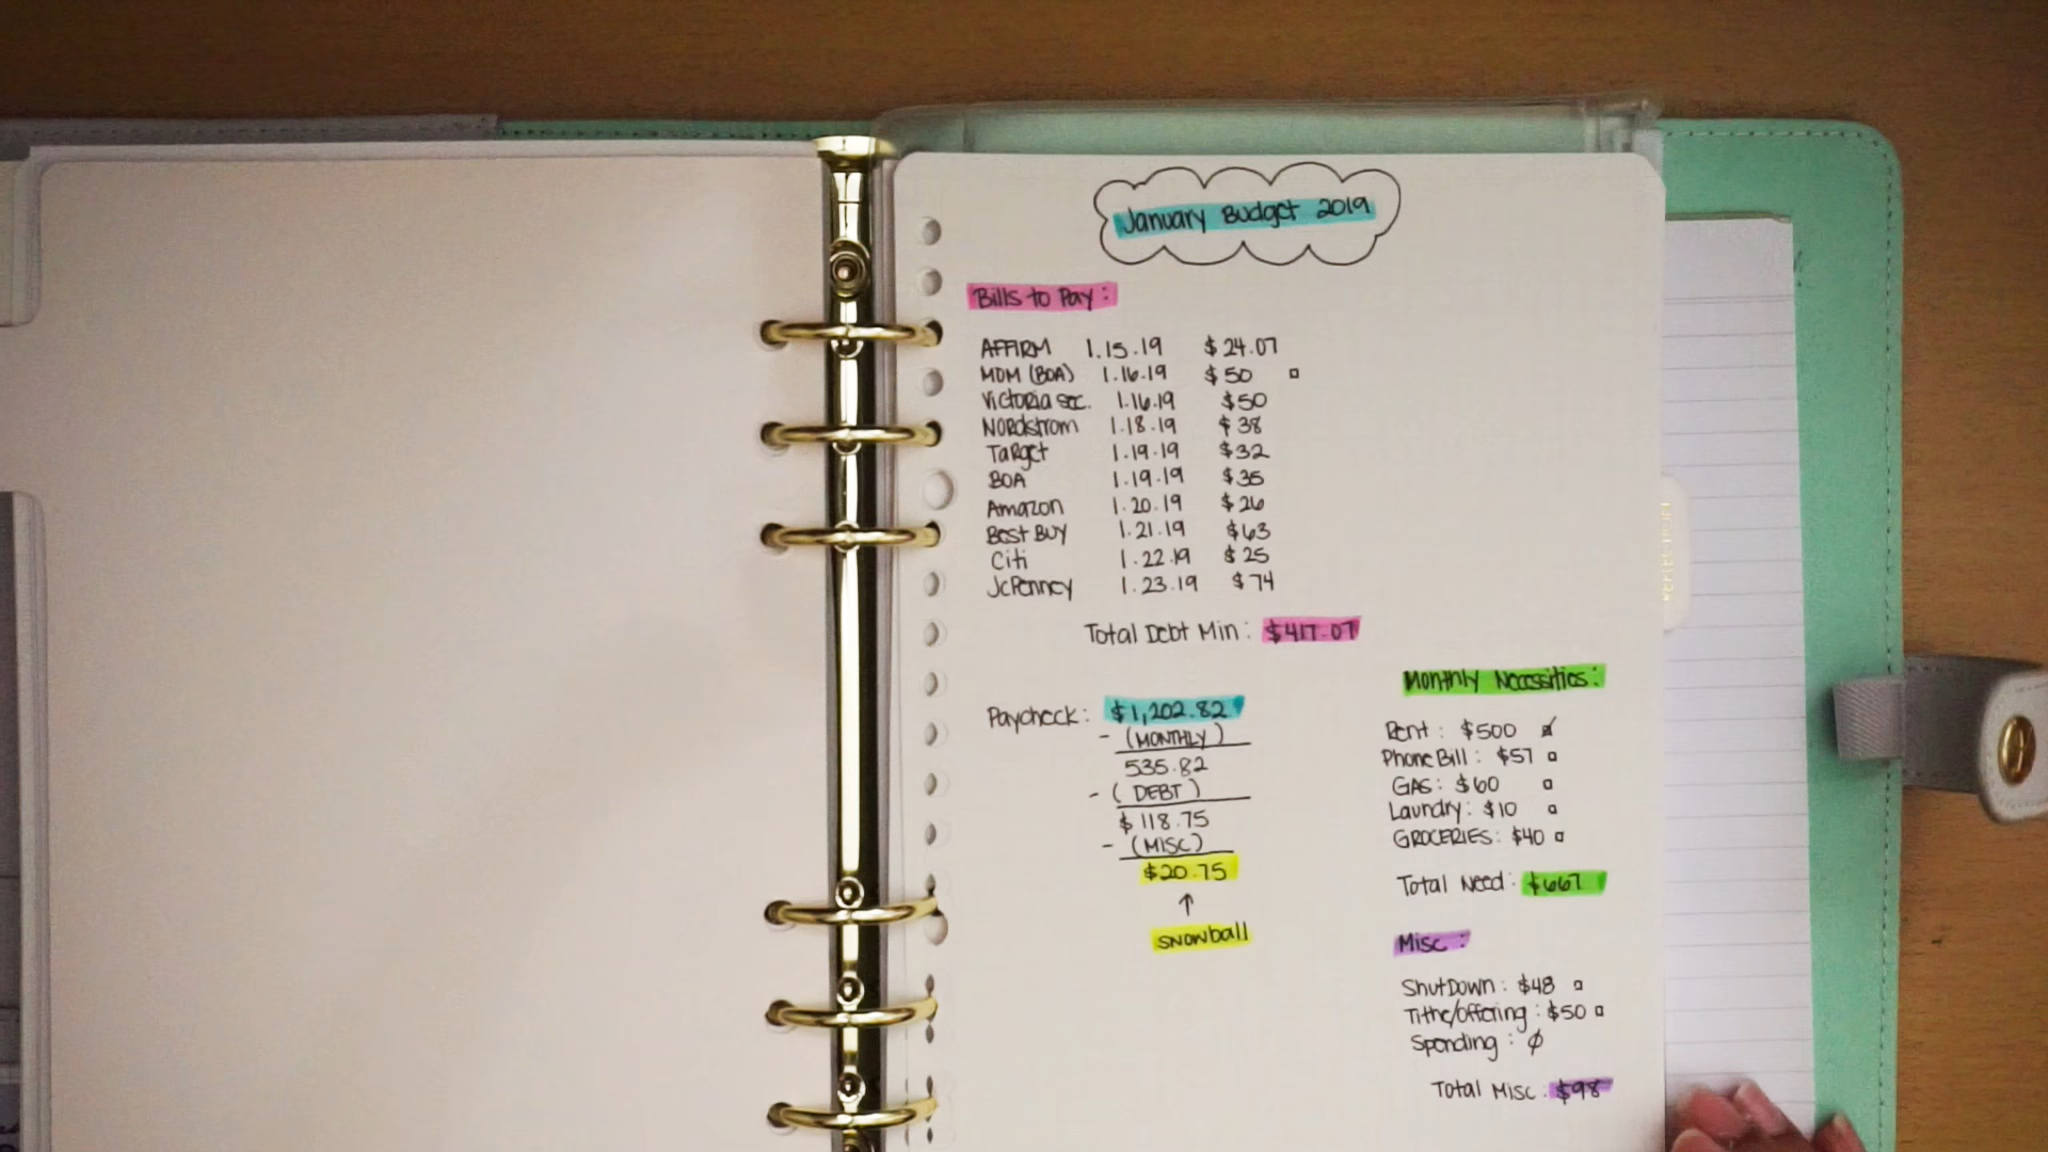 January Budget 2019
Bills to Pay:
AFFIRM 1.15.19 $24.07
MOM (BOA) 1.16.19 $50
Victoria sec. 1.16.19 $50
Nordstrom 1.18.19 $38
Target 1.19.19 $32
BOA 1.19.19 $35
Amazon 1.20.19 $26
Best Buy 1.21.19 $63
Citi 1.22.19 $25
JcPenney 1.23.19 $74
Total Debt Min: $417.07
Paycheck: $1,202.82
- (MONTHLY)
535.82
- (DEBT)
$118.75
- (MISC)
$20.75
↑
snowball
Monthly Necessities:
Rent: $500
Phone Bill: $57
GAS: $60
Laundry: $10
GROCERIES: $40
Total Need: $667
Misc:
ShutDown: $48
Tithe/offering: $50
Spending: ∅
Total Misc: $98